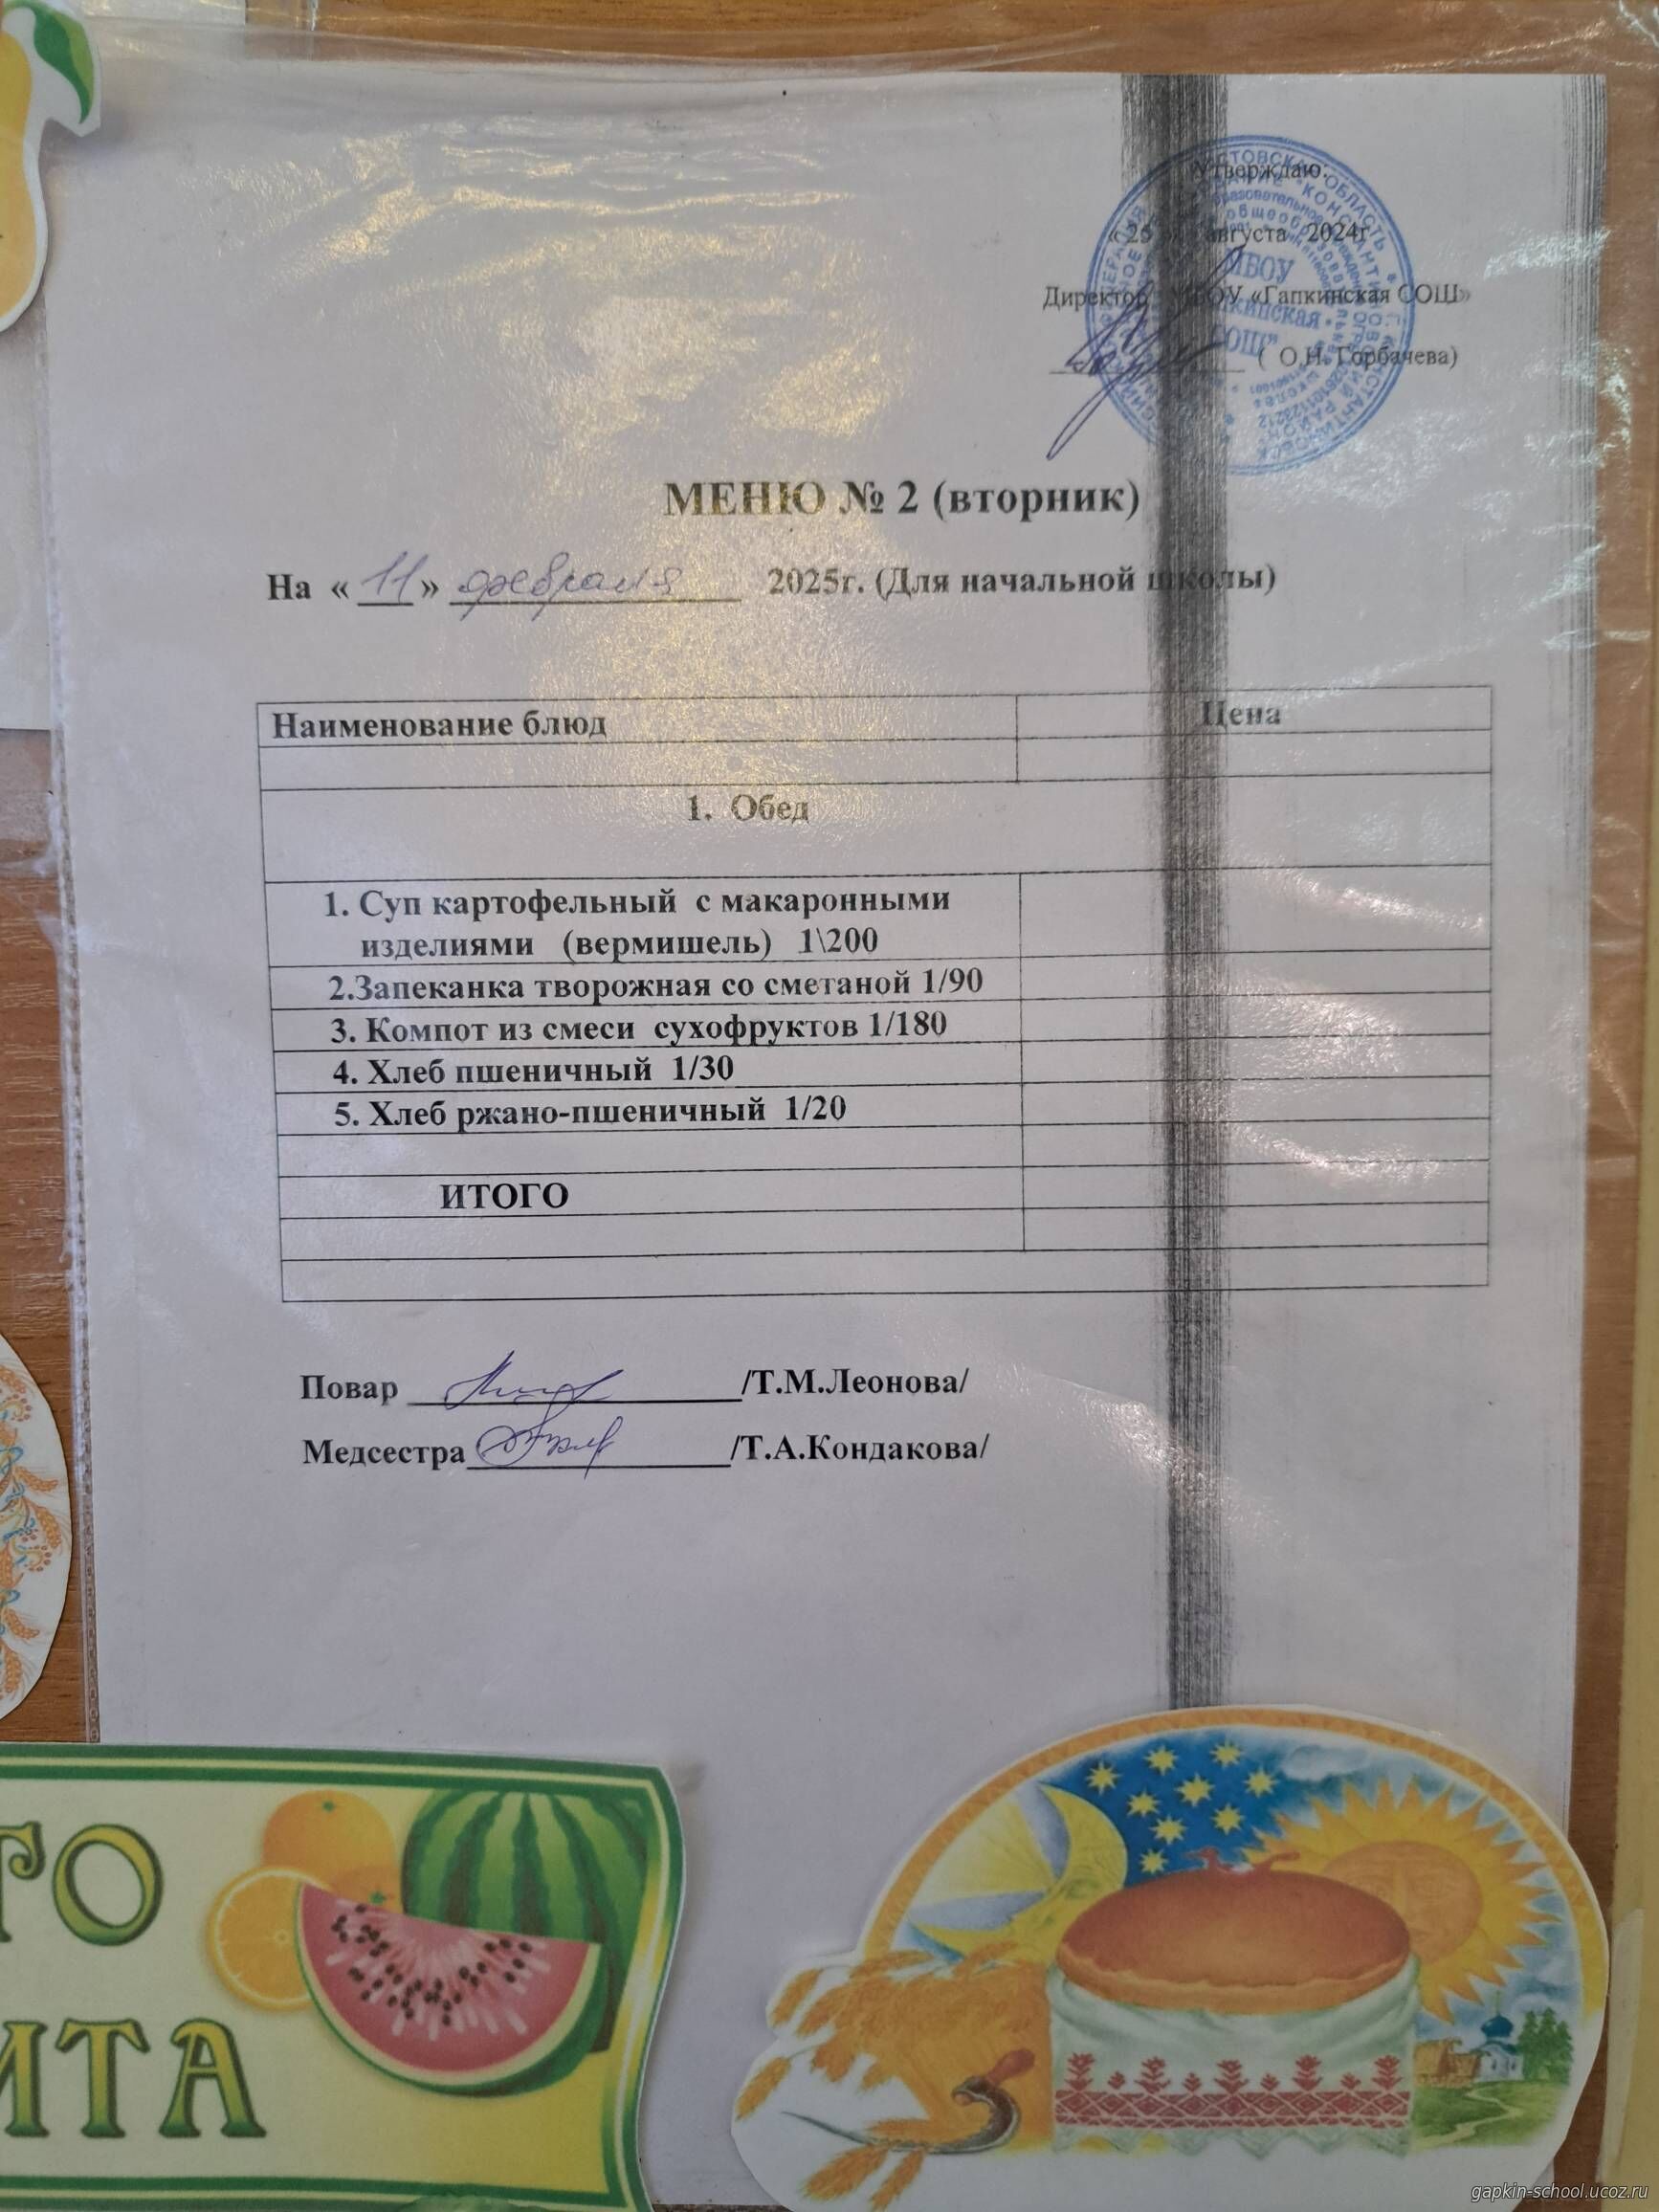 Утверждаю:
« 25 » августа 2024г
Директор МБОУ «Гапкинская СОШ»
( О.Н. Горбачева)
МЕНЮ № 2 (вторник)
На « 11 » февраля 2025г. (Для начальной школы)
Наименование блюд Цена
1. Обед
1. Суп картофельный с макаронными
изделиями (вермишель) 1\200
2.Запеканка творожная со сметаной 1/90
3. Компот из смеси сухофруктов 1/180
4. Хлеб пшеничный 1/30
5. Хлеб ржано-пшеничный 1/20
ИТОГО
Повар /Т.М.Леонова/
Медсестра /Т.А.Кондакова/
ГО
ИТА
gapkin-school.ucoz.ru